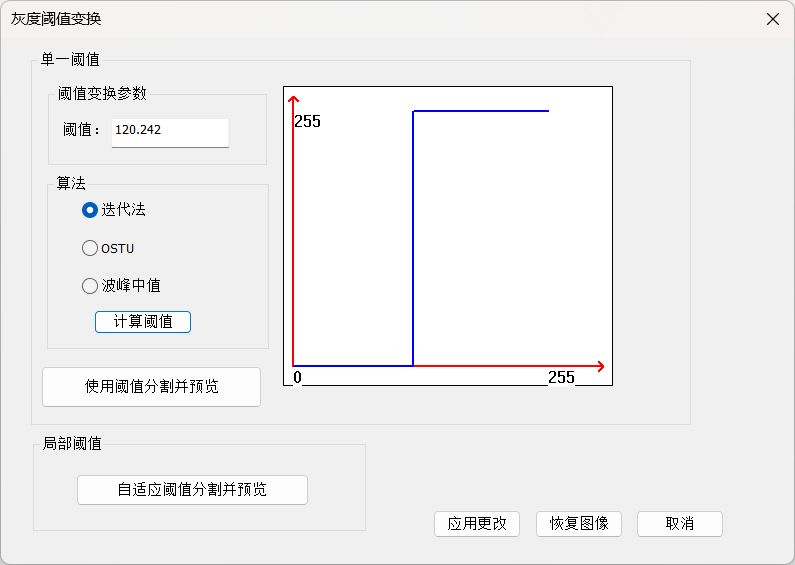 灰度阈值变换
单一阈值
阈值变换参数
阈值： 120.242
算法
迭代法
OSTU
波峰中值
计算阈值
使用阈值分割并预览
255
0
255
局部阈值
自适应阈值分割并预览
应用更改
恢复图像
取消